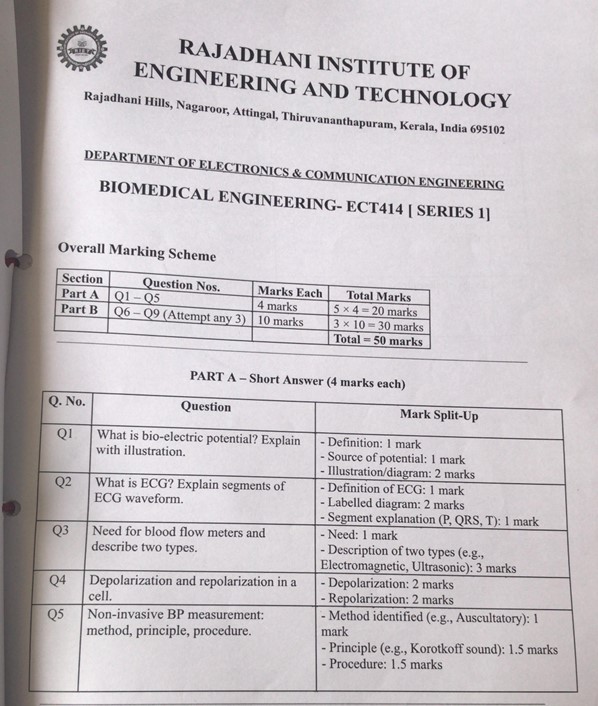 RAJADHANI INSTITUTE OF
ENGINEERING AND TECHNOLOGY
Rajadhani Hills, Nagaroor, Attingal, Thiruvananthapuram, Kerala, India 695102
DEPARTMENT OF ELECTRONICS & COMMUNICATION ENGINEERING
BIOMEDICAL ENGINEERING- ECT414 [ SERIES 1]
Overall Marking Scheme
Section Question Nos. Marks Each Total Marks
Part A Q1 – Q5 4 marks 5 × 4 = 20 marks
Part B Q6 – Q9 (Attempt any 3) 10 marks 3 × 10 = 30 marks
Total = 50 marks
PART A – Short Answer (4 marks each)
Q. No. Question Mark Split-Up
Q1 What is bio-electric potential? Explain - Definition: 1 mark
with illustration. - Source of potential: 1 mark
- Illustration/diagram: 2 marks
Q2 What is ECG? Explain segments of - Definition of ECG: 1 mark
ECG waveform. - Labelled diagram: 2 marks
- Segment explanation (P, QRS, T): 1 mark
Q3 Need for blood flow meters and - Need: 1 mark
describe two types. - Description of two types (e.g.,
Electromagnetic, Ultrasonic): 3 marks
Q4 Depolarization and repolarization in a - Depolarization: 2 marks
cell. - Repolarization: 2 marks
Q5 Non-invasive BP measurement: - Method identified (e.g., Auscultatory): 1
method, principle, procedure. mark
- Principle (e.g., Korotkoff sound): 1.5 marks
- Procedure: 1.5 marks